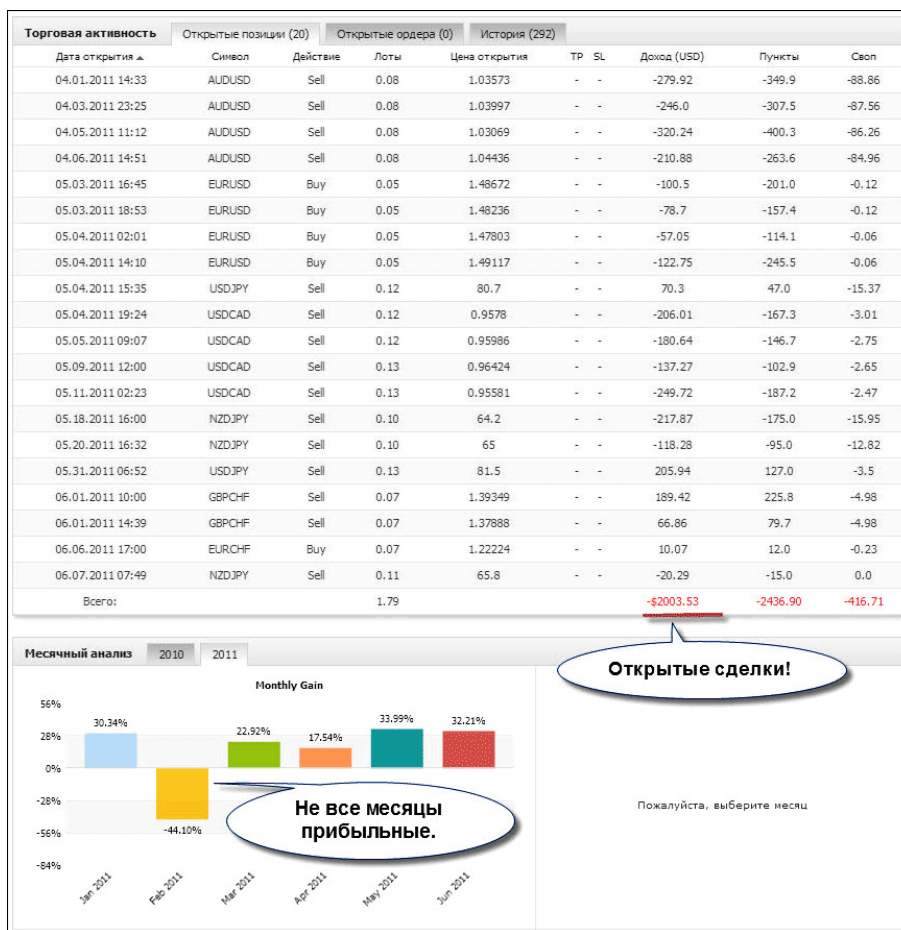 Торговая активность Открытые позиции (20) Открытые ордера (0) История (292)
Дата открытия Символ Действие Лоты Цена открытия TP SL Доход (USD) Пункты Своп
04.01.2011 14:33 AUDUSD Sell 0.08 1.03573 - - -279.92 -349.9 -88.86
04.03.2011 23:25 AUDUSD Sell 0.08 1.03997 - - -246.0 -307.5 -87.56
04.05.2011 11:12 AUDUSD Sell 0.08 1.03069 - - -320.24 -400.3 -86.26
04.06.2011 14:51 AUDUSD Sell 0.08 1.04436 - - -210.88 -263.6 -84.96
05.03.2011 16:45 EURUSD Buy 0.05 1.48672 - - -100.5 -201.0 -0.12
05.03.2011 18:53 EURUSD Buy 0.05 1.48236 - - -78.7 -157.4 -0.12
05.04.2011 02:01 EURUSD Buy 0.05 1.47803 - - -57.05 -114.1 -0.06
05.04.2011 14:10 EURUSD Buy 0.05 1.49117 - - -122.75 -245.5 -0.06
05.04.2011 15:35 USDJPY Sell 0.12 80.7 - - 70.3 47.0 -15.37
05.04.2011 19:24 USDCAD Sell 0.12 0.9578 - - -206.01 -167.3 -3.01
05.05.2011 09:07 USDCAD Sell 0.12 0.95986 - - -180.64 -146.7 -2.75
05.09.2011 12:00 USDCAD Sell 0.13 0.96424 - - -137.27 -102.9 -2.65
05.11.2011 02:23 USDCAD Sell 0.13 0.95581 - - -249.72 -187.2 -2.47
05.18.2011 16:00 NZDJPY Sell 0.10 64.2 - - -217.87 -175.0 -15.95
05.20.2011 16:32 NZDJPY Sell 0.10 65 - - -118.28 -95.0 -12.82
05.31.2011 06:52 USDJPY Sell 0.13 81.5 - - 205.94 127.0 -3.5
06.01.2011 10:00 GBPCHF Sell 0.07 1.39349 - - 189.42 225.8 -4.98
06.01.2011 14:39 GBPCHF Sell 0.07 1.37888 - - 66.86 79.7 -4.98
06.06.2011 17:00 EURCHF Buy 0.07 1.22224 - - 10.07 12.0 -0.23
06.07.2011 07:49 NZDJPY Sell 0.11 65.8 - - -20.29 -15.0 0.0
Всего: 1.79 -$2003.53 -2436.90 -416.71
Месячный анализ 2010 2011
Открытые сделки!
Monthly Gain
56%
28%
0%
-28%
-56%
-84%
30.34%
-44.10%
22.92%
17.54%
33.99%
32.21%
Не все месяцы
прибыльные.
Jan 2011
Feb 2011
Mar 2011
Apr 2011
May 2011
Jun 2011
Пожалуйста, выберите месяц